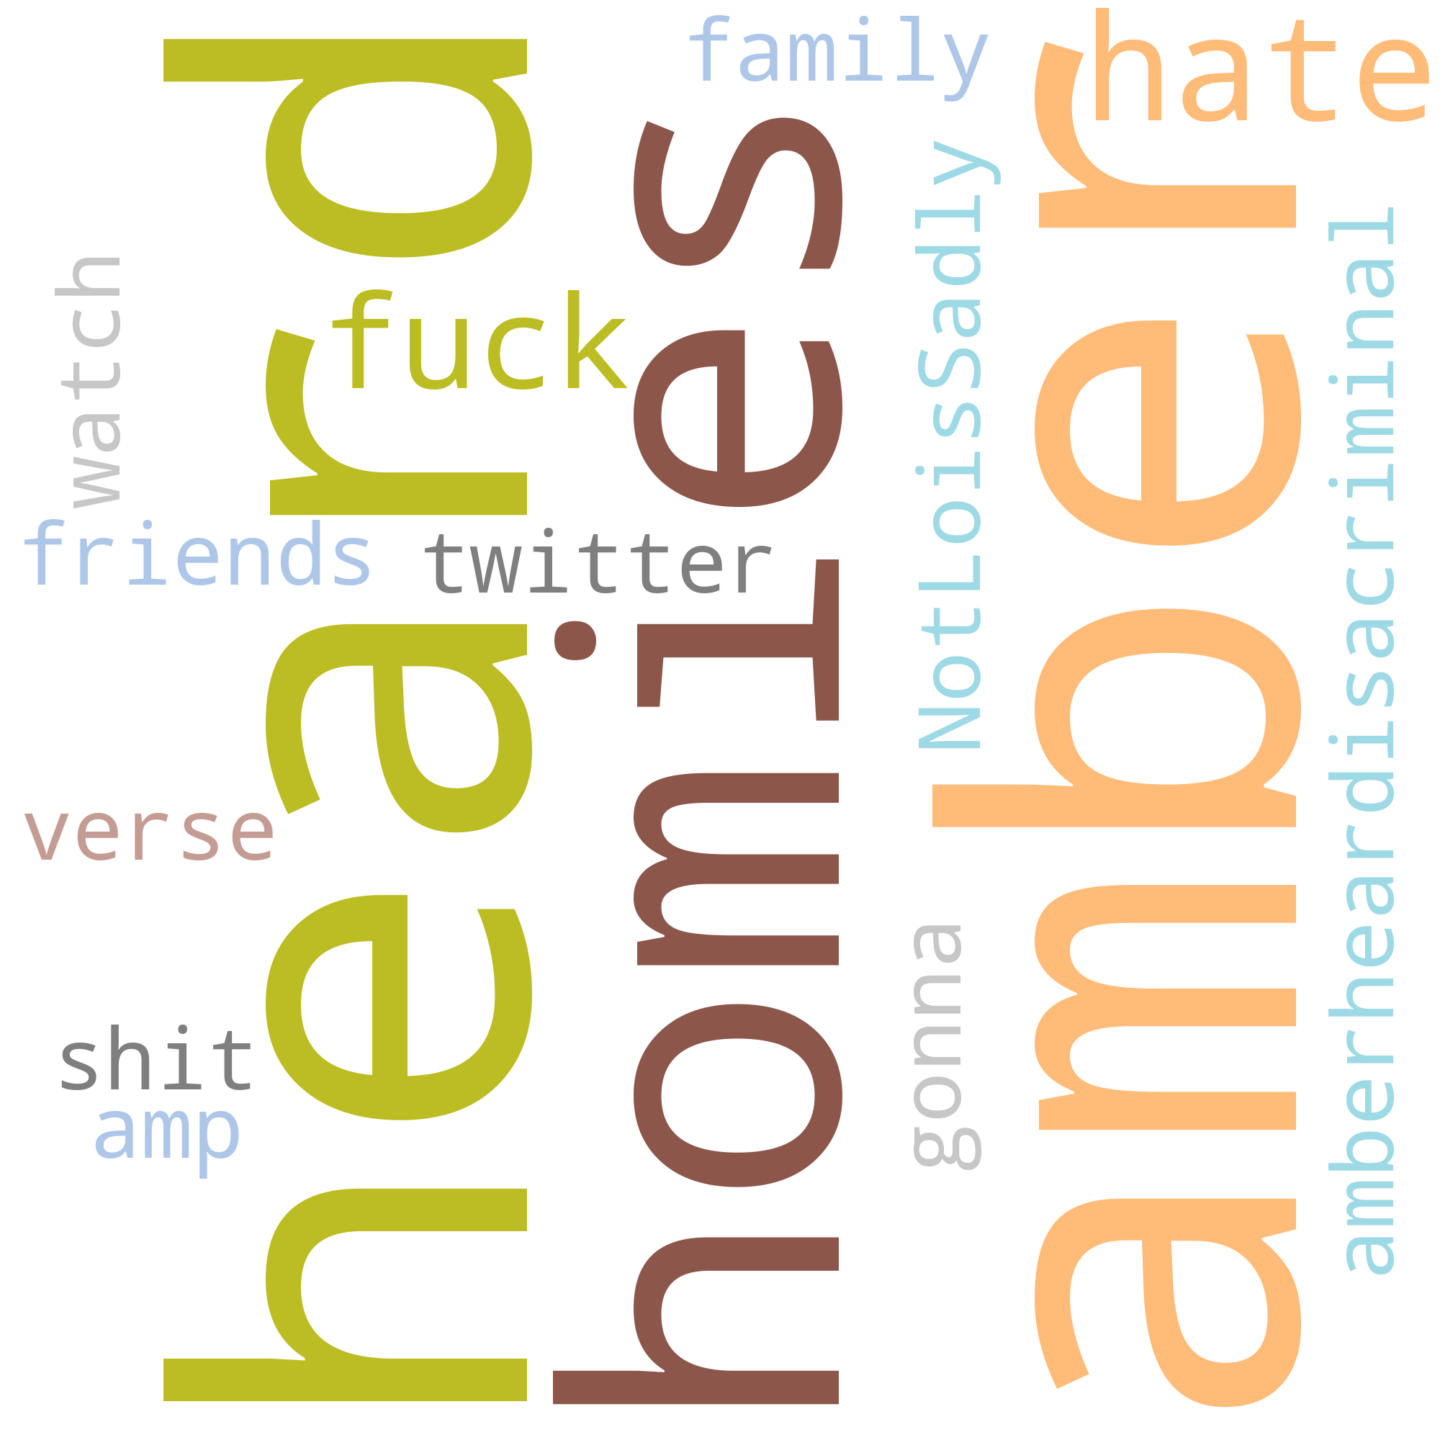 family
hate
heard
homies
amber
NotLoisSadly
amberheardisacriminal
watch
fuck
friends
twitter
verse
gonna
shit
amp